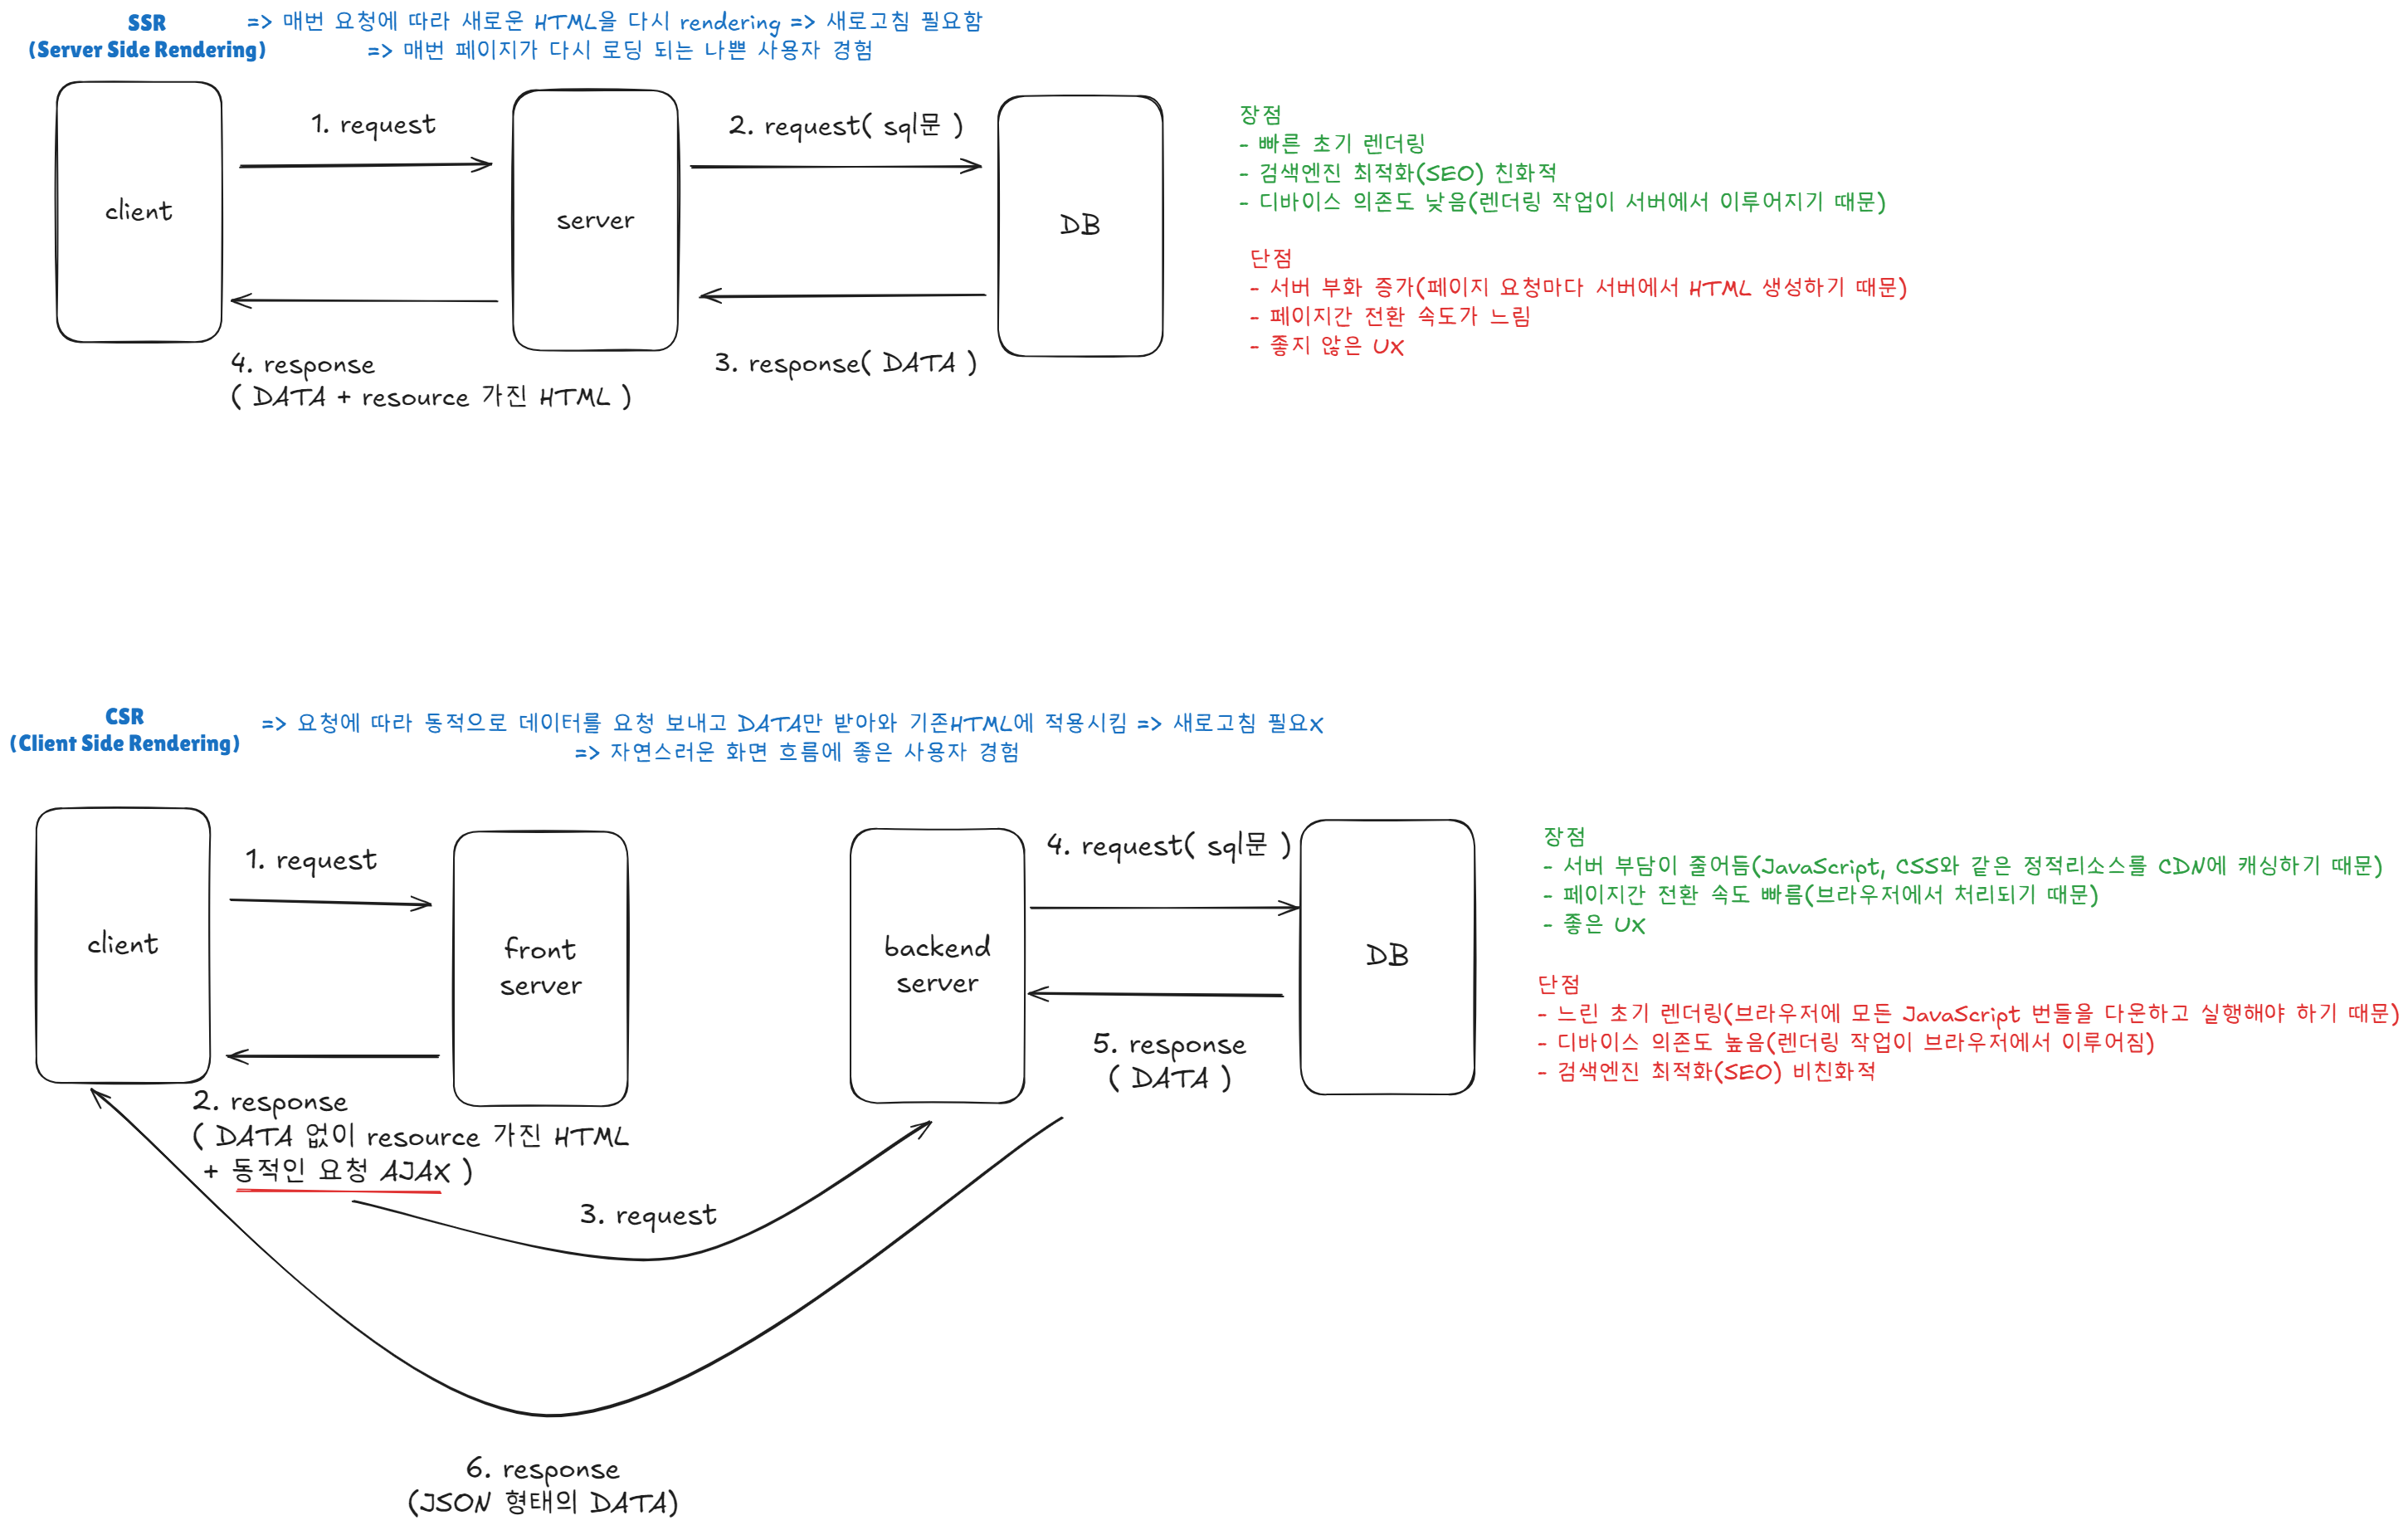 SSR
(Server Side Rendering)
=> 매번 요청에 따라 새로운 HTML을 다시 rendering => 새로고침 필요함
=> 매번 페이지가 다시 로딩 되는 나쁜 사용자 경험
client
1. request
server
2. request( sql문 )
DB
4. response
( DATA + resource 가진 HTML )
3. response( DATA )
장점
- 빠른 초기 렌더링
- 검색엔진 최적화(SEO) 친화적
- 디바이스 의존도 낮음(렌더링 작업이 서버에서 이루어지기 때문)
단점
- 서버 부화 증가(페이지 요청마다 서버에서 HTML 생성하기 때문)
- 페이지간 전환 속도가 느림
- 좋지 않은 UX
CSR
(Client Side Rendering)
=> 요청에 따라 동적으로 데이터를 요청 보내고 DATA만 받아와 기존HTML에 적용시킴 => 새로고침 필요X
=> 자연스러운 화면 흐름에 좋은 사용자 경험
client
1. request
front
server
2. response
( DATA 없이 resource 가진 HTML
+ 동적인 요청 AJAX )
3. request
backend
server
4. request( sql문 )
DB
5. response
( DATA )
6. response
(JSON 형태의 DATA)
장점
- 서버 부담이 줄어듬(JavaScript, CSS와 같은 정적리소스를 CDN에 캐싱하기 때문)
- 페이지간 전환 속도 빠름(브라우저에서 처리되기 때문)
- 좋은 UX
단점
- 느린 초기 렌더링(브라우저에 모든 JavaScript 번들을 다운하고 실행해야 하기 때문)
- 디바이스 의존도 높음(렌더링 작업이 브라우저에서 이루어짐)
- 검색엔진 최적화(SEO) 비친화적